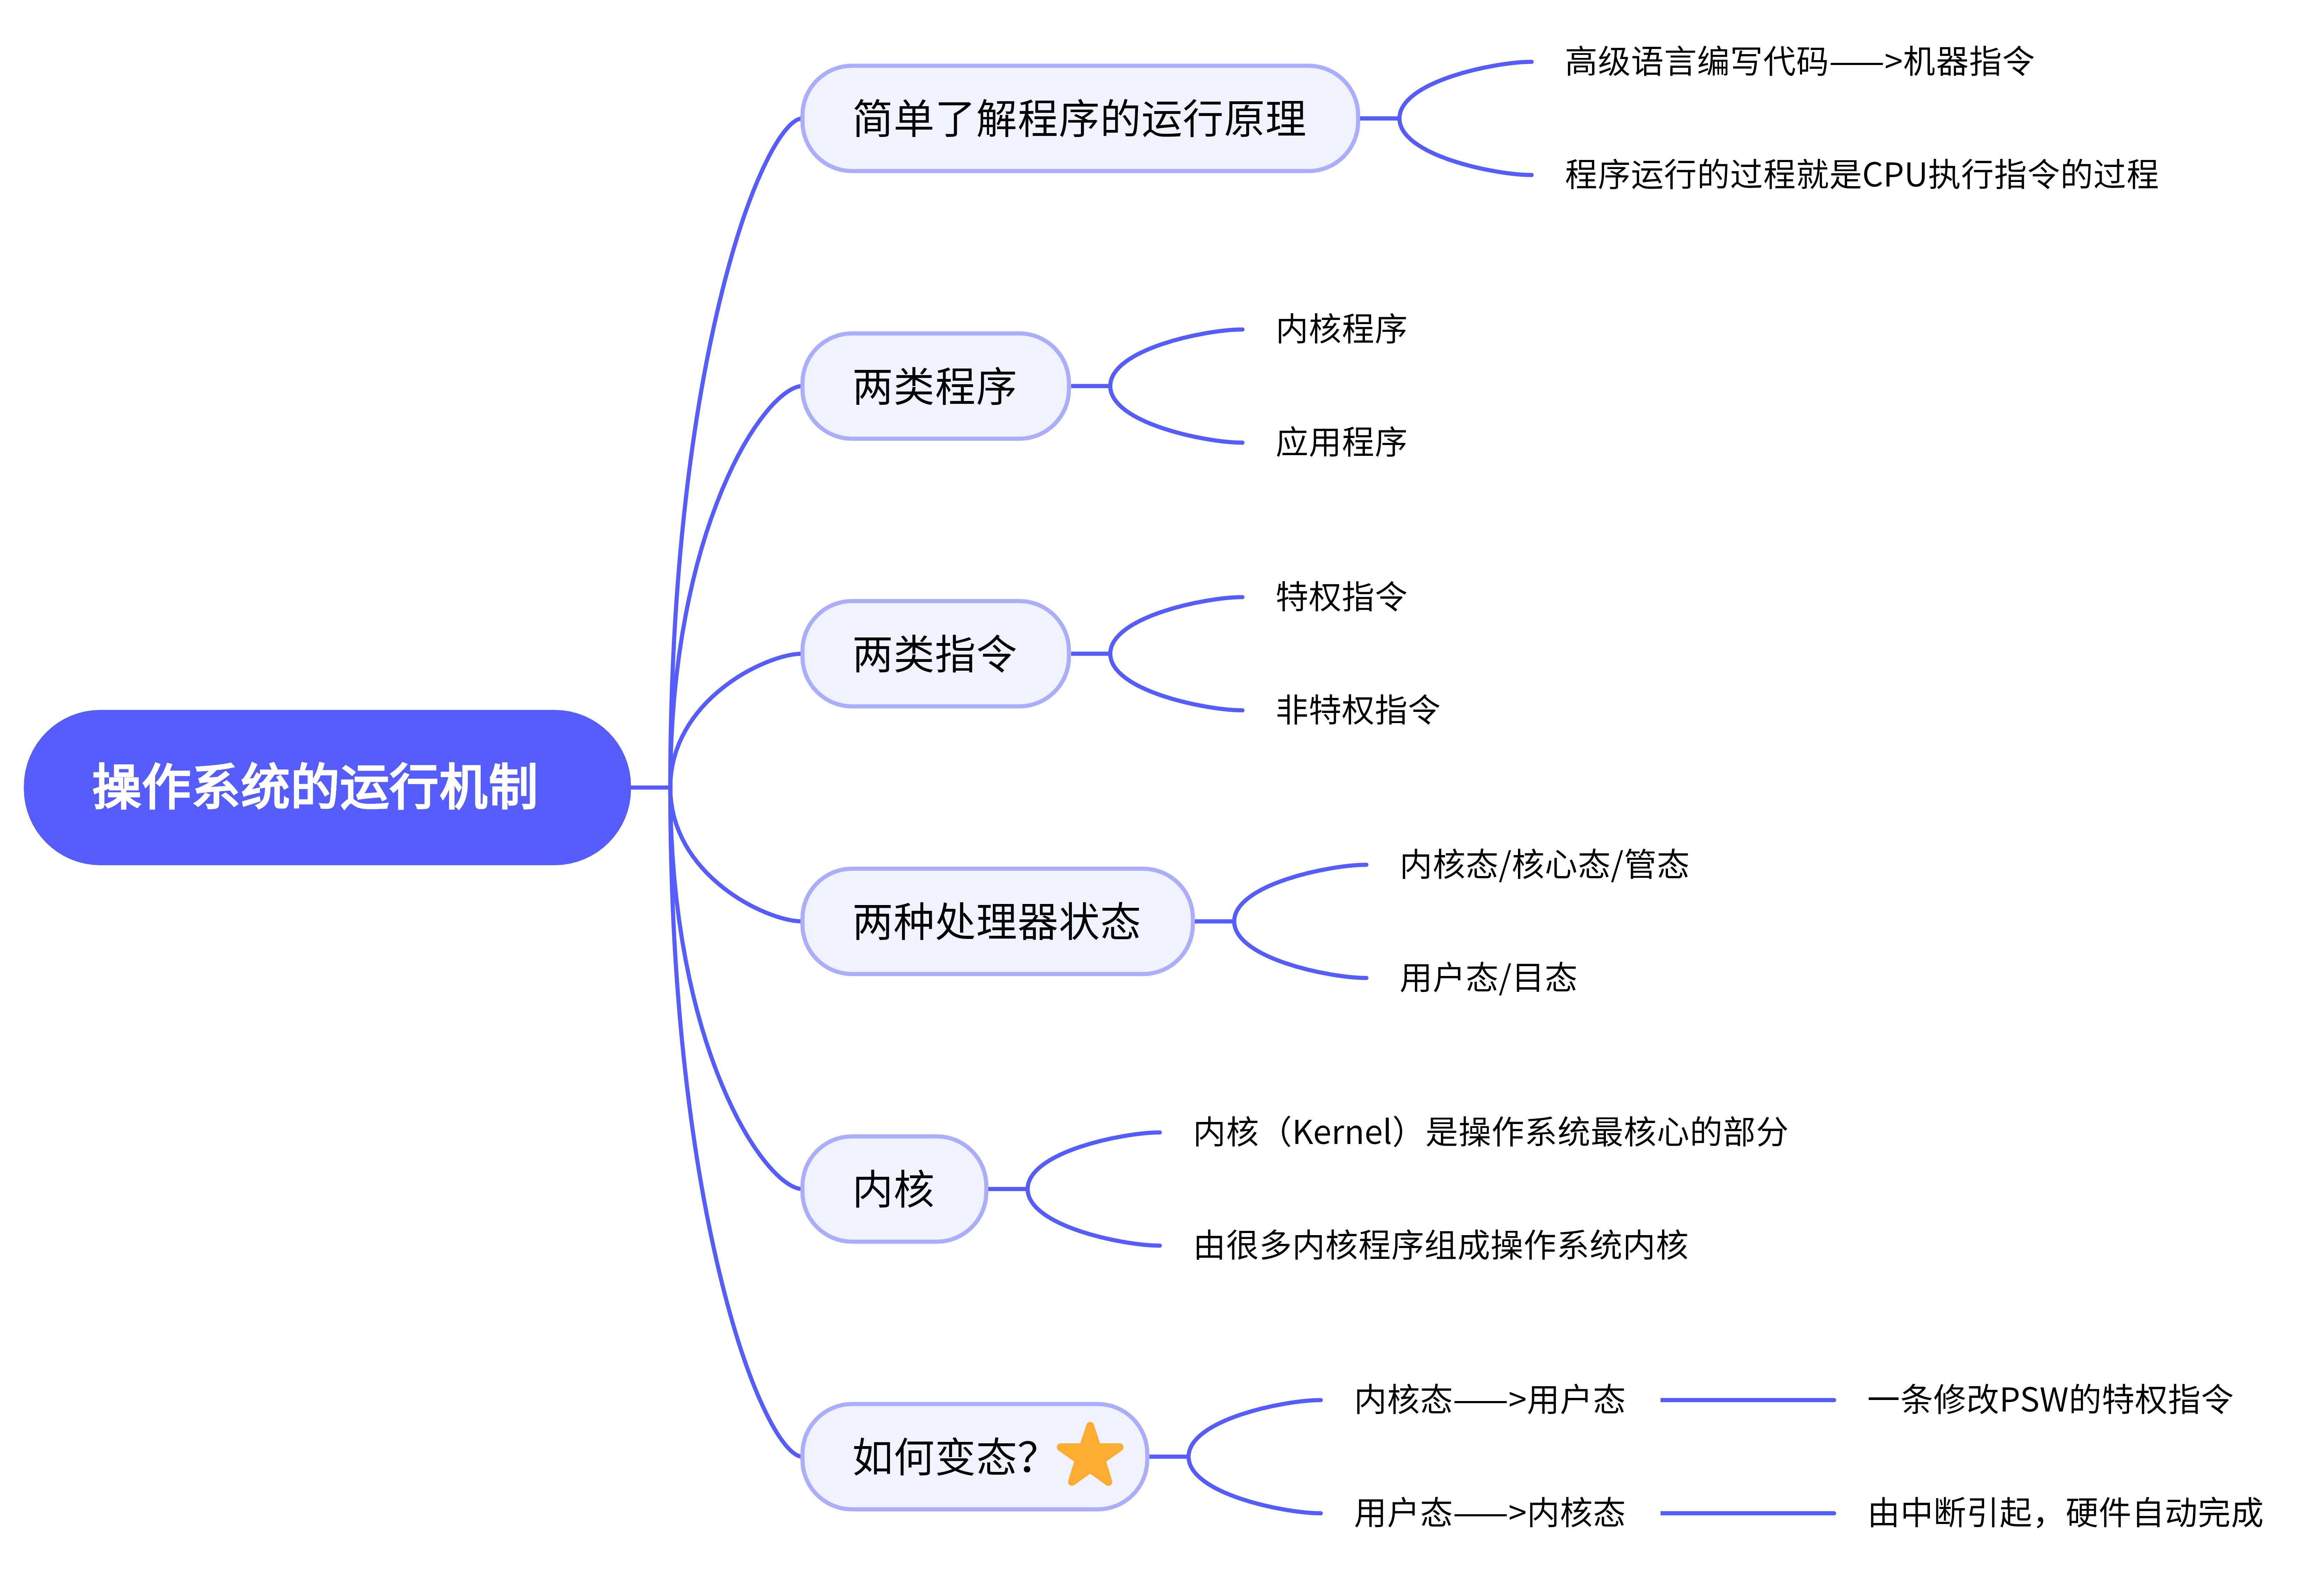 操作系统的运行机制
简单了解程序的运行原理
高级语言编写代码——>机器指令
程序运行的过程就是CPU执行指令的过程
两类程序
内核程序
应用程序
两类指令
特权指令
非特权指令
两种处理器状态
内核态/核心态/管态
用户态/目态
内核
内核（Kernel）是操作系统最核心的部分
由很多内核程序组成操作系统内核
如何变态？
内核态——>用户态
一条修改PSW的特权指令
用户态——>内核态
由中断引起，硬件自动完成